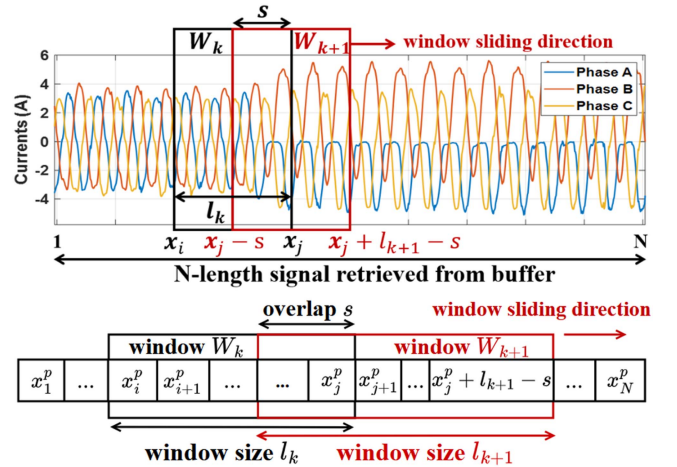 s
W_k W_{k+1} window sliding direction
6
4
2
0
-2
-4
Currents (A)
Phase A
Phase B
Phase C
l_k
1 x_i x_j − s x_j x_j + l_{k+1} − s N
N-length signal retrieved from buffer
overlap s window sliding direction
window W_k window W_{k+1}
x_1^p ... x_i^p x_{i+1}^p ... ... x_j^p x_{j+1}^p ... x_j^p + l_{k+1} − s ... x_N^p
window size l_k window size l_{k+1}